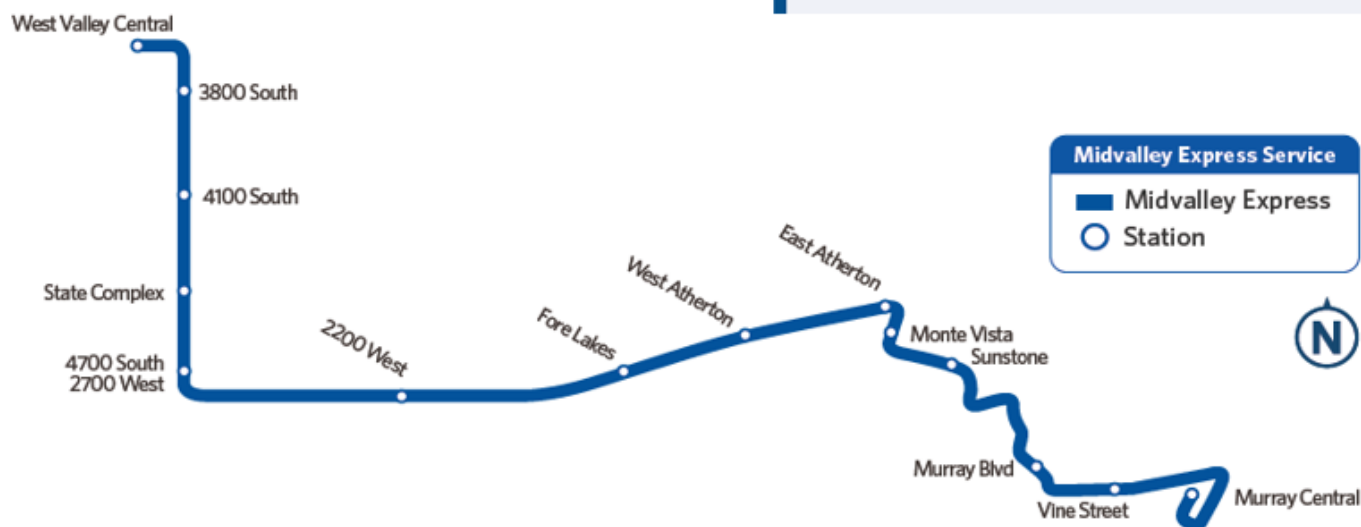 West Valley Central
3800 South
Midvalley Express Service
Midvalley Express
Station
4100 South
East Atherton
West Atherton
State Complex
Fore Lakes
2200 West
N
Monte Vista
Sunstone
4700 South
2700 West
Murray Blvd
Murray Central
Vine Street